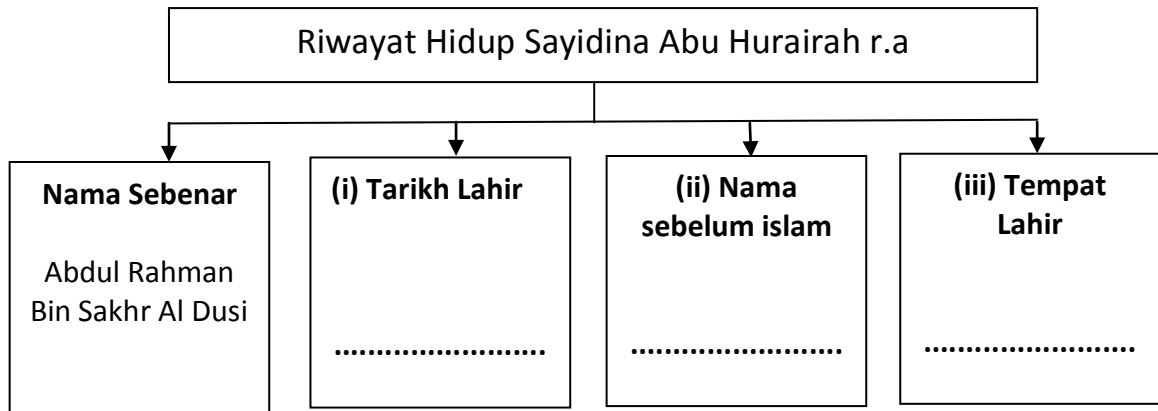 Riwayat Hidup Sayidina Abu Hurairah r.a
Nama Sebenar
Abdul Rahman
Bin Sakhr Al Dusi
(i) Tarikh Lahir
............................
(ii) Nama
sebelum islam
............................
(iii) Tempat
Lahir
............................